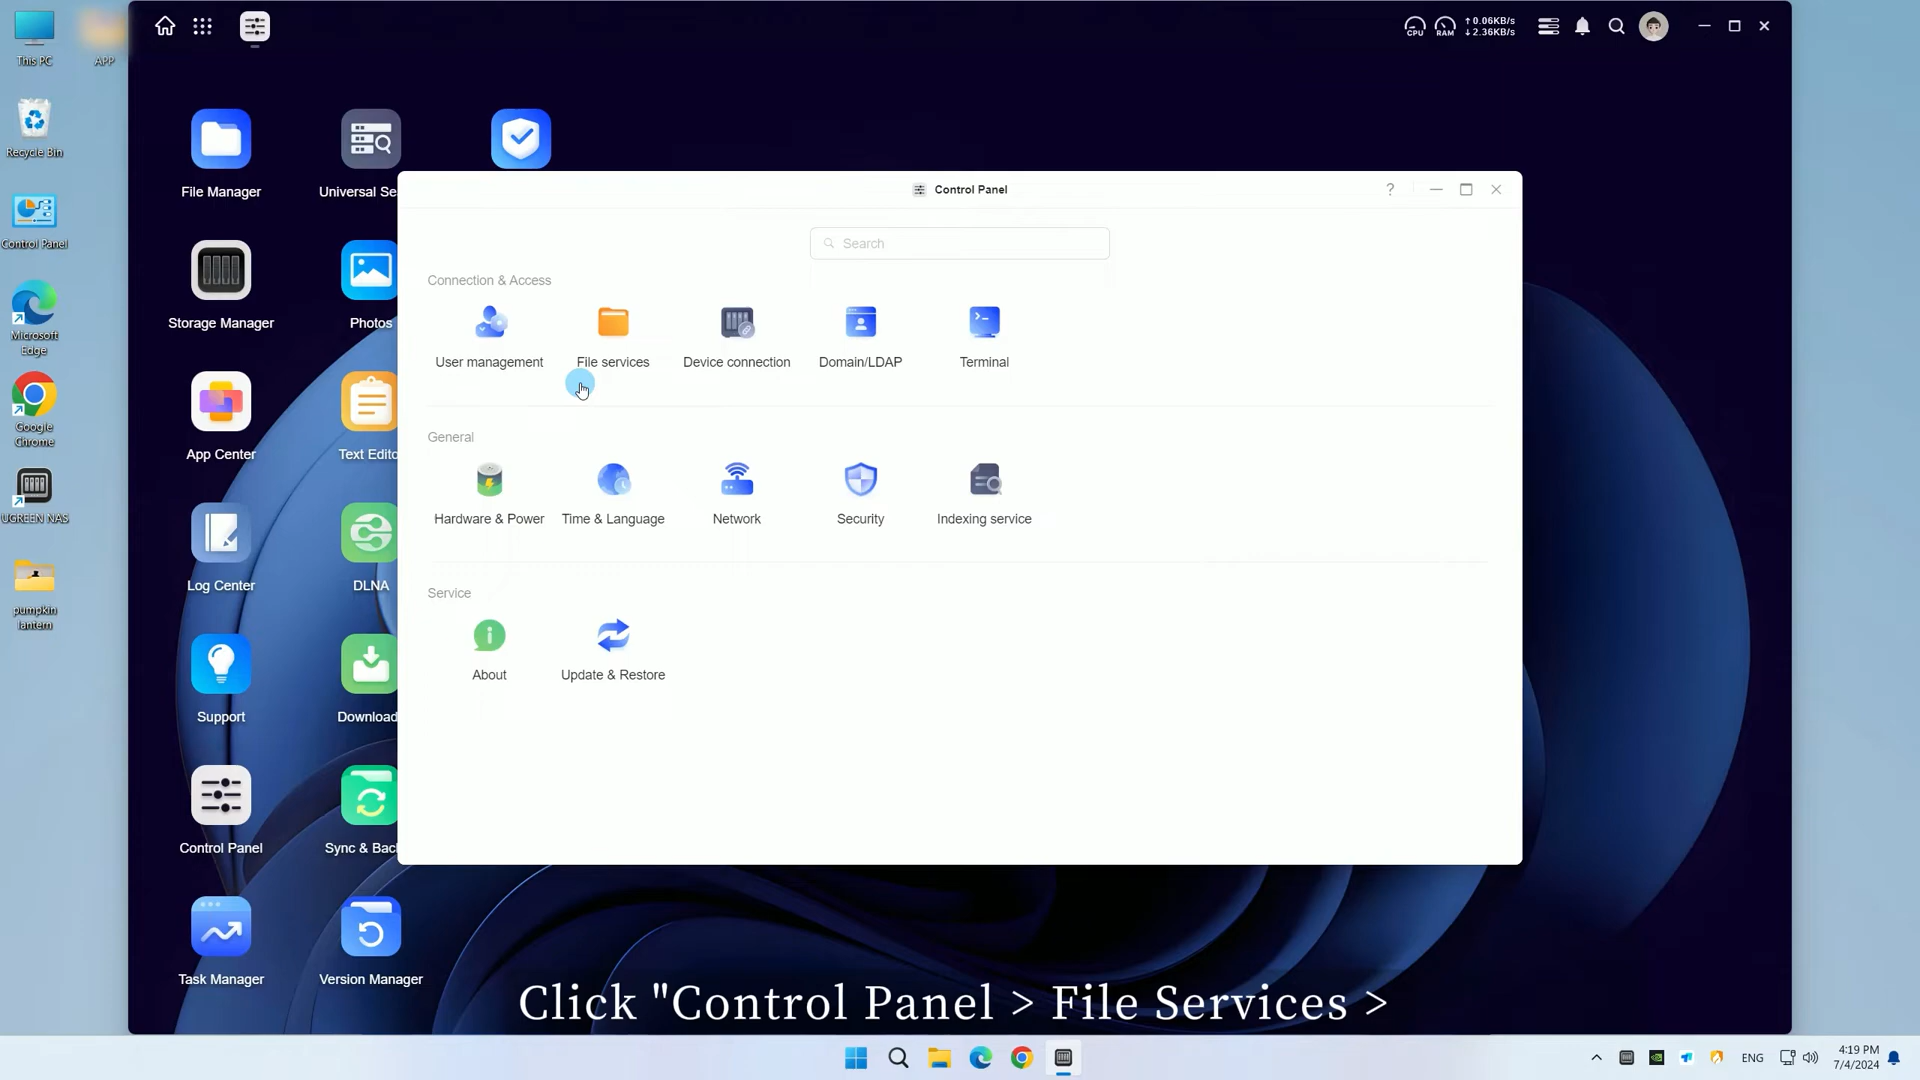 This PC
APP
Recycle Bin
Control Panel
Microsoft
Edge
Google
Chrome
UGREEN NAS
pumpkin
lantern
CPU
RAM
↑ 0.06KB/s
↓ 2.36KB/s
File Manager
Universal Se
Storage Manager
Photos
App Center
Text Edito
Log Center
DLNA
Support
Download
Control Panel
Sync & Bac
Task Manager
Version Manager
Control Panel
?
Search
Connection & Access
User management
File services
Device connection
Domain/LDAP
Terminal
General
Hardware & Power
Time & Language
Network
Security
Indexing service
Service
About
Update & Restore
Click "Control Panel > File Services >
ENG
4:19 PM
7/4/2024